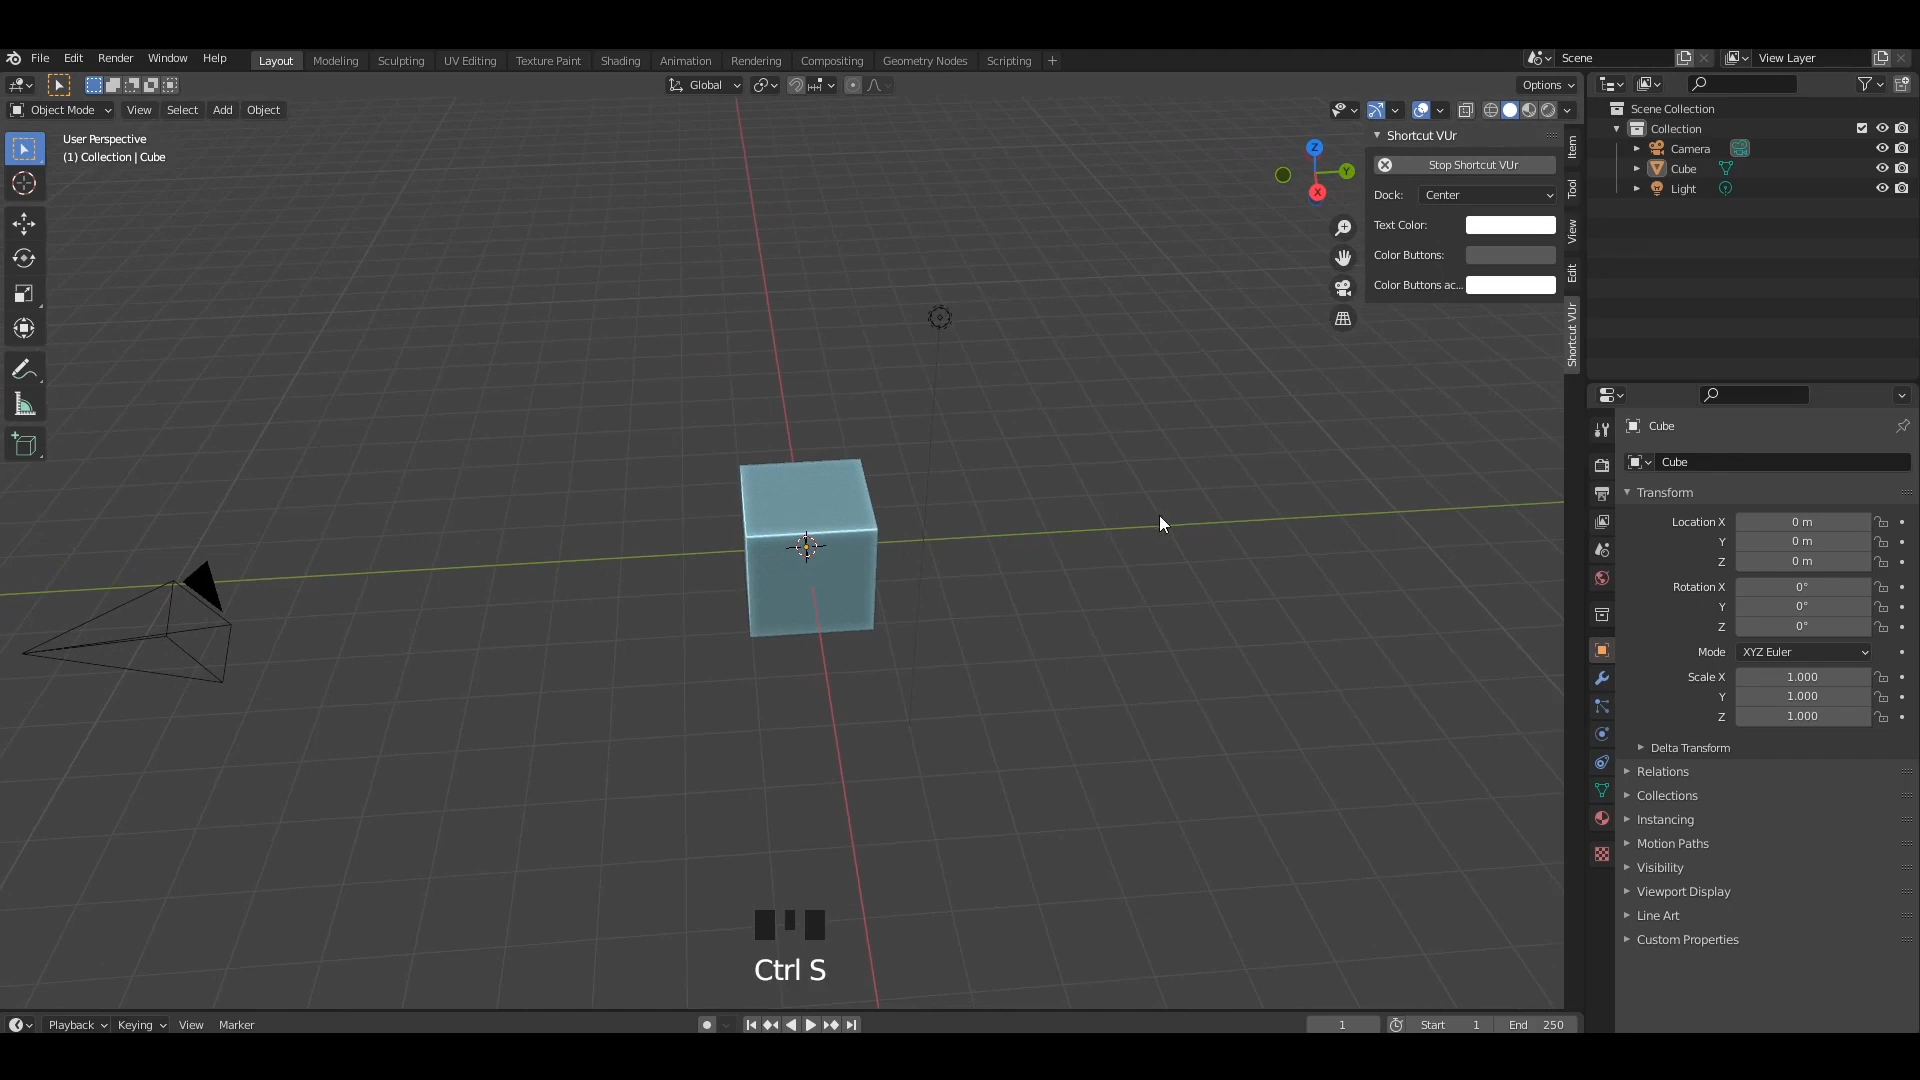 File Edit Render Window Help Layout Modeling Sculpting UV Editing Texture Paint Shading Animation Rendering Compositing Geometry Nodes Scripting + Scene View Layer
Global Options
Object Mode View Select Add Object
User Perspective
(1) Collection | Cube
Z
Y
X
Shortcut VUr
Stop Shortcut VUr
Dock: Center
Text Color:
Color Buttons:
Color Buttons ac...
Item
Tool
View
Edit
Shortcut VUr
Scene Collection
Collection
Camera
Cube
Light
Cube
Cube
Transform
Location X 0 m
Y 0 m
Z 0 m
Rotation X 0°
Y 0°
Z 0°
Mode XYZ Euler
Scale X 1.000
Y 1.000
Z 1.000
Delta Transform
Relations
Collections
Instancing
Motion Paths
Visibility
Viewport Display
Line Art
Custom Properties
Ctrl S
Playback Keying View Marker 1 Start 1 End 250